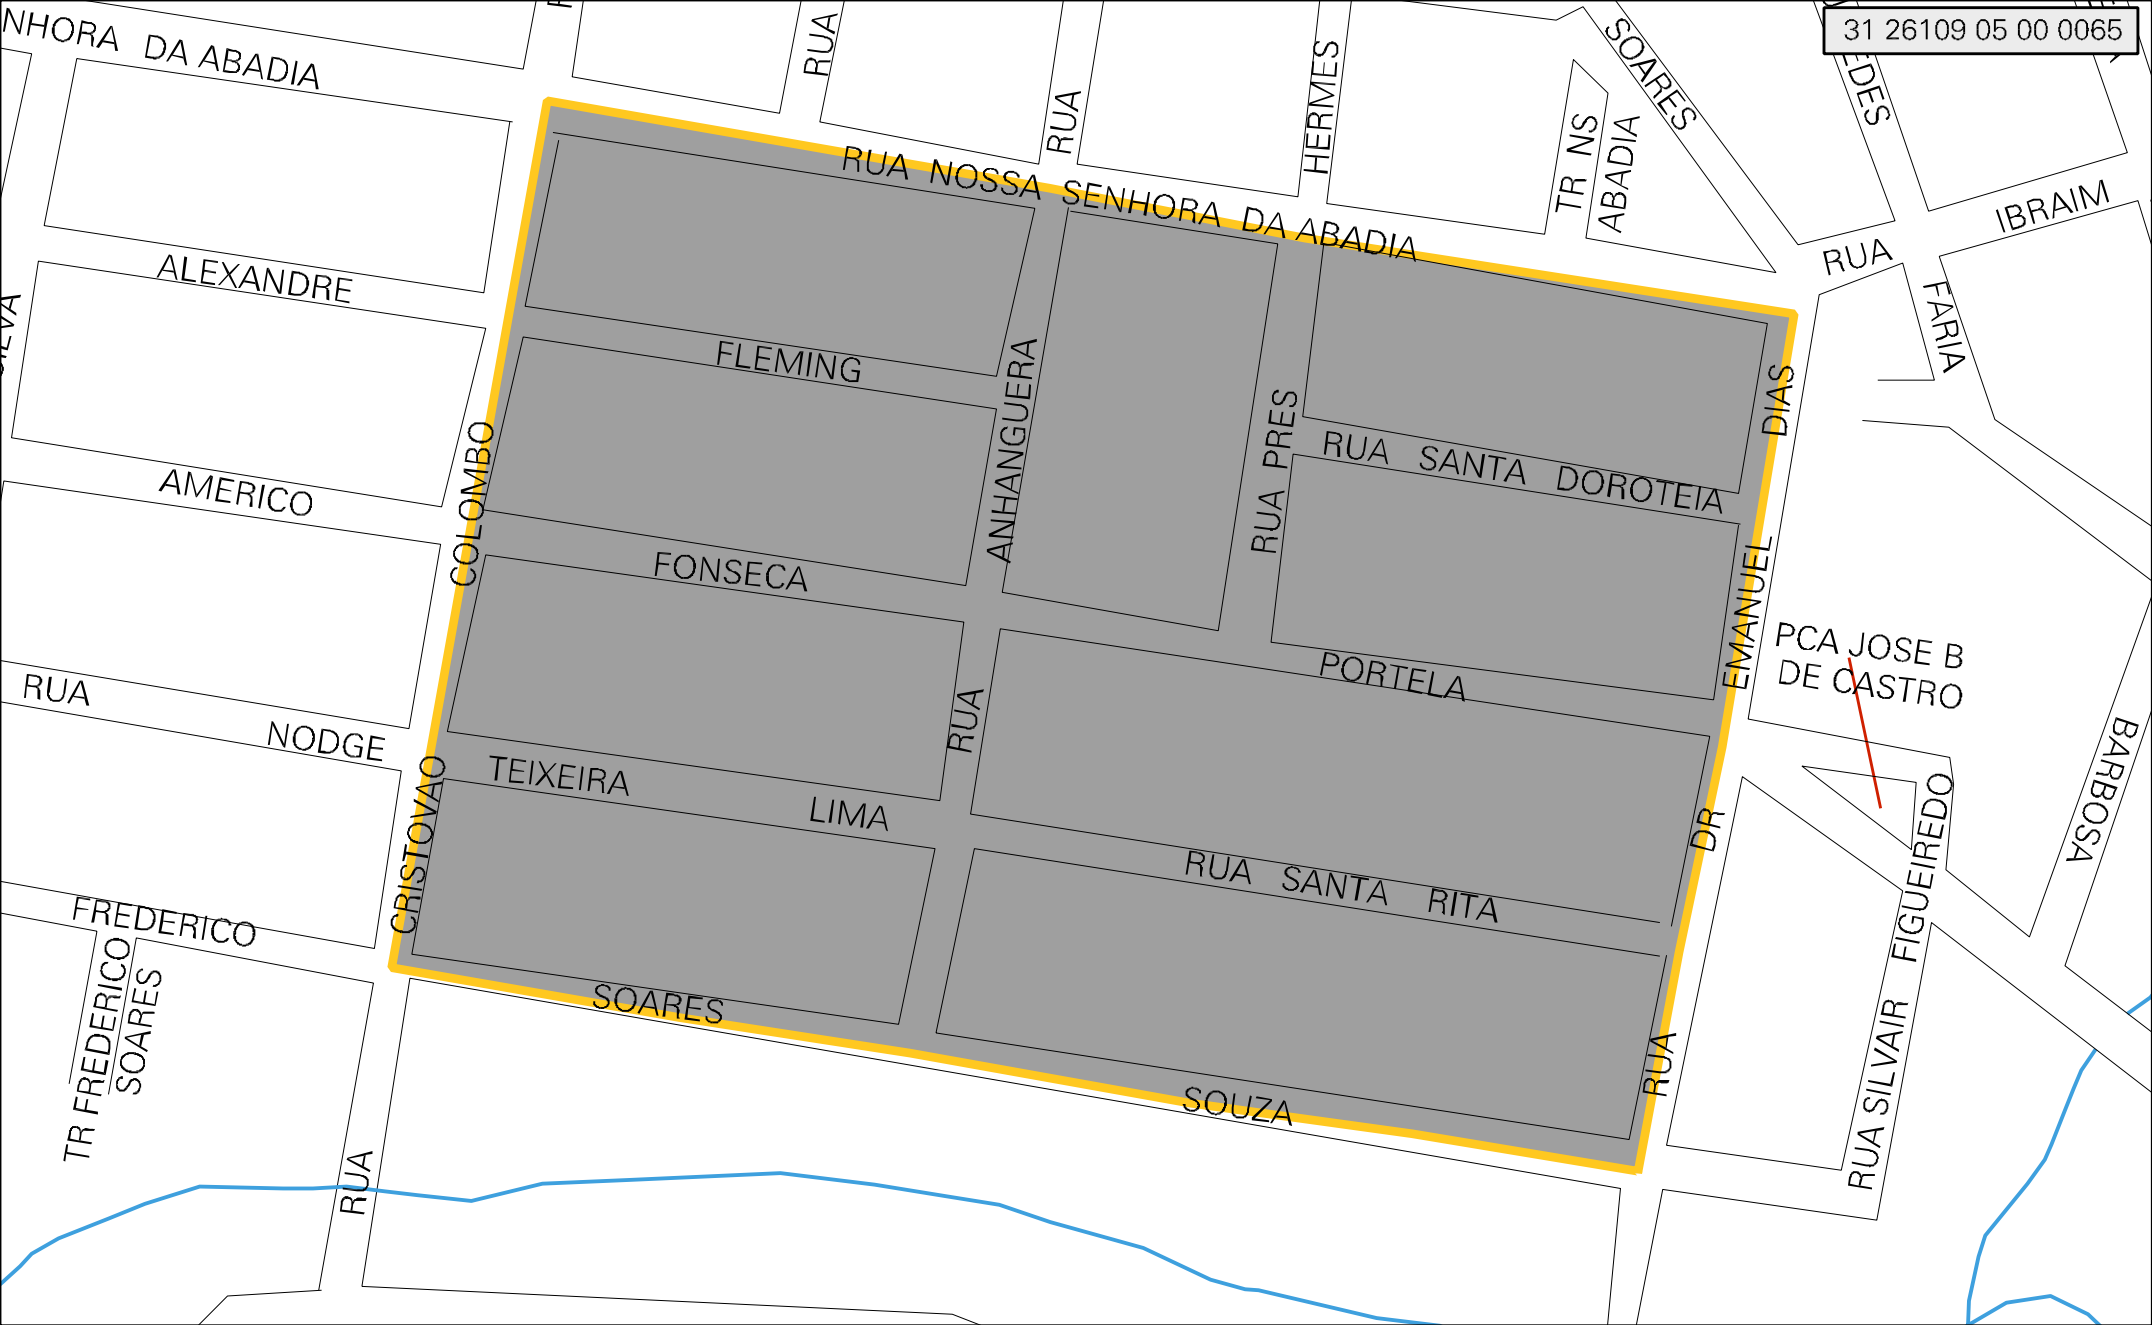 31 26109 05 00 0065
NHORA DA ABADIA
RUA
RUA
HERMES
SOARES
EDES
TR NS
ABADIA
IBRAIM
RUA
FARIA
RUA NOSSA SENHORA DA ABADIA
ALEXANDRE
FLEMING
ANHANGUERA
RUA PRES
RUA SANTA DOROTEIA
RUA DR EMANUEL DIAS
AMERICO
FONSECA
PORTELA
RUA CRISTOVAO COLOMBO
PCA JOSE B
DE CASTRO
RUA
NODGE
TEIXEIRA
LIMA
RUA
RUA SANTA RITA
BARBOSA
FREDERICO
SOARES
SOUZA
TR FREDERICO
SOARES
RUA SILVAIR FIGUEIREDO